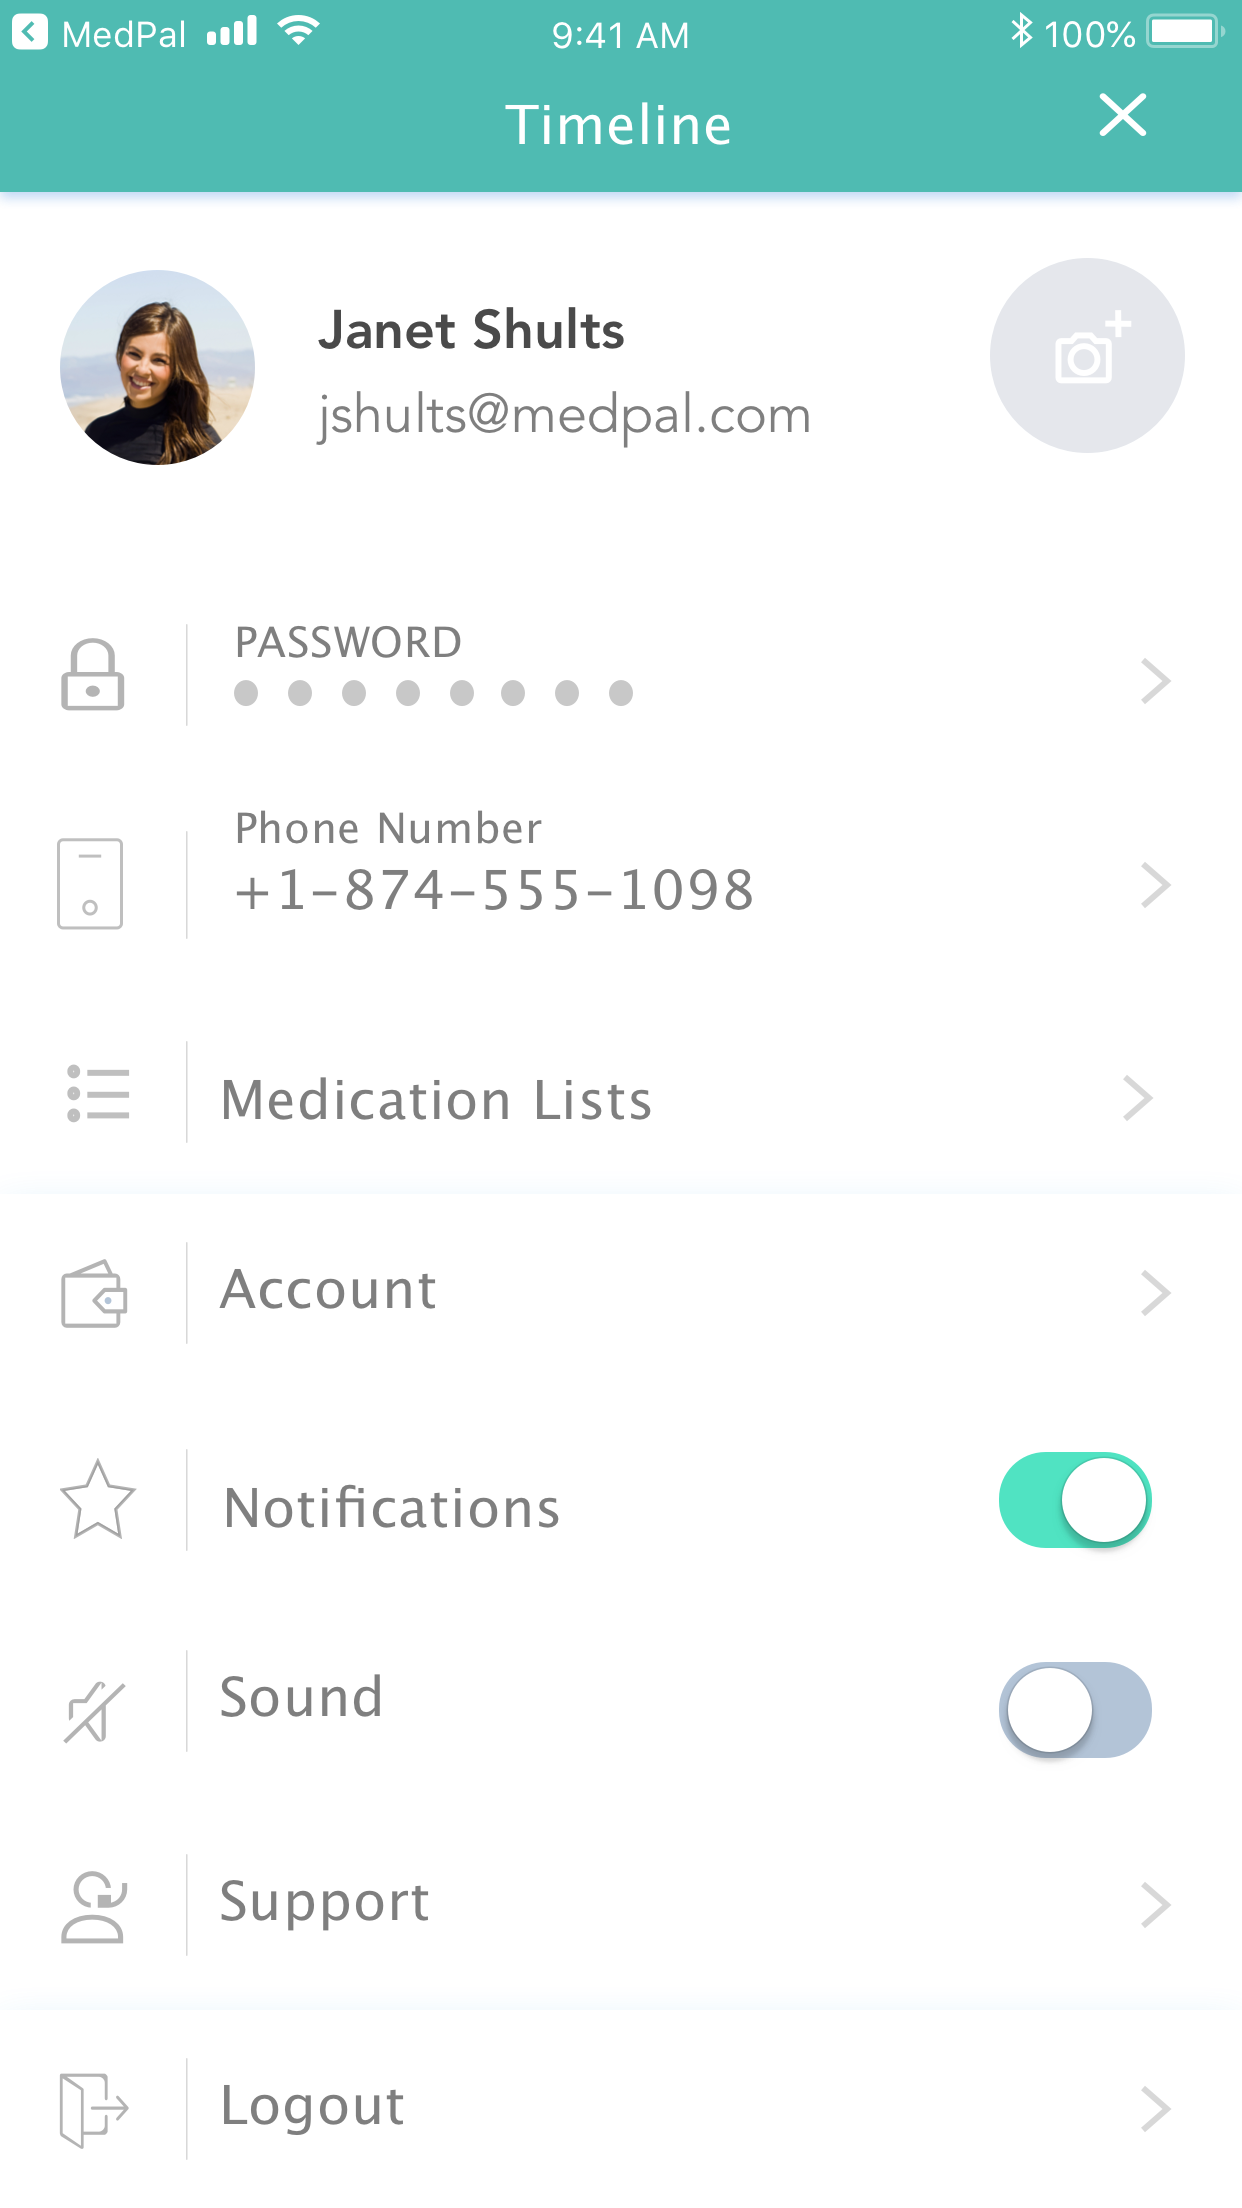 MedPal 9:41 AM 100%
Timeline
Janet Shults
jshults@medpal.com
PASSWORD
Phone Number
+1-874-555-1098
Medication Lists
Account
Notifications
Sound
Support
Logout